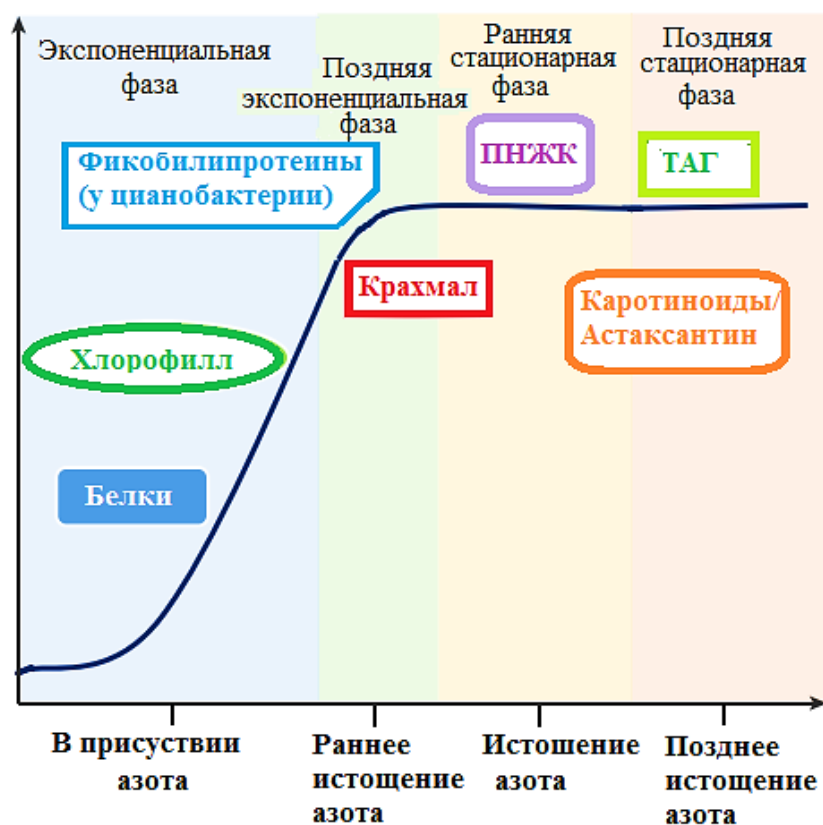 Экспоненциальная
фаза
Поздняя
экспоненциальная
фаза
Ранняя
стационарная
фаза
Поздняя
стационарная
фаза
Фикобилипротеины
(у цианобактерии)
ПНЖК
ТАГ
Крахмал
Каротиноиды/
Астаксантин
Хлорофилл
Белки
В присуствии
азота
Раннее
истощение
азота
Истошение
азота
Позднее
истощение
азота